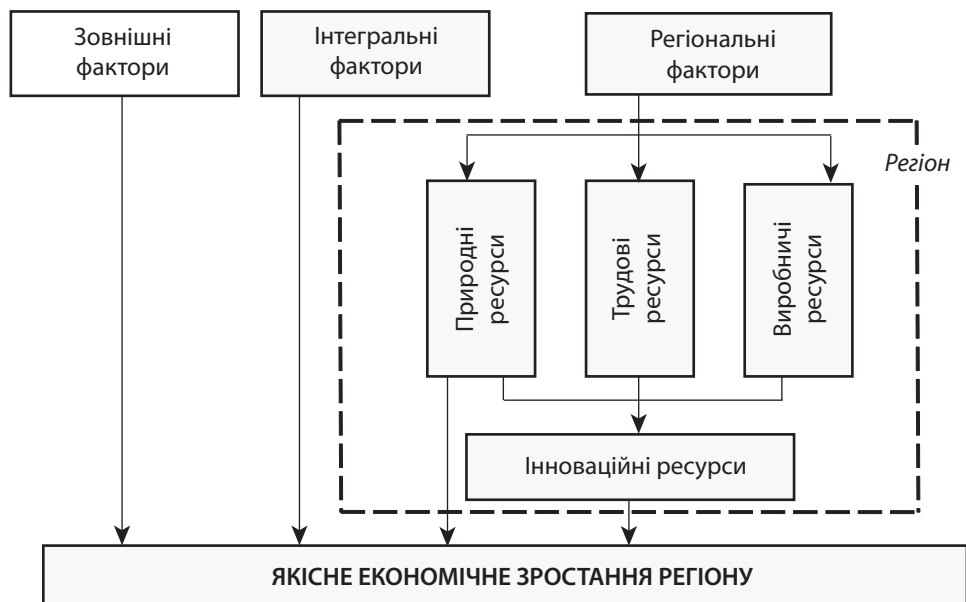 Зовнішні
фактори
Інтегральні
фактори
Регіональні
фактори
Регіон
Природні
ресурси
Трудові
ресурси
Виробничі
ресурси
Інноваційні ресурси
ЯКІСНЕ ЕКОНОМІЧНЕ ЗРОСТАННЯ РЕГІОНУ